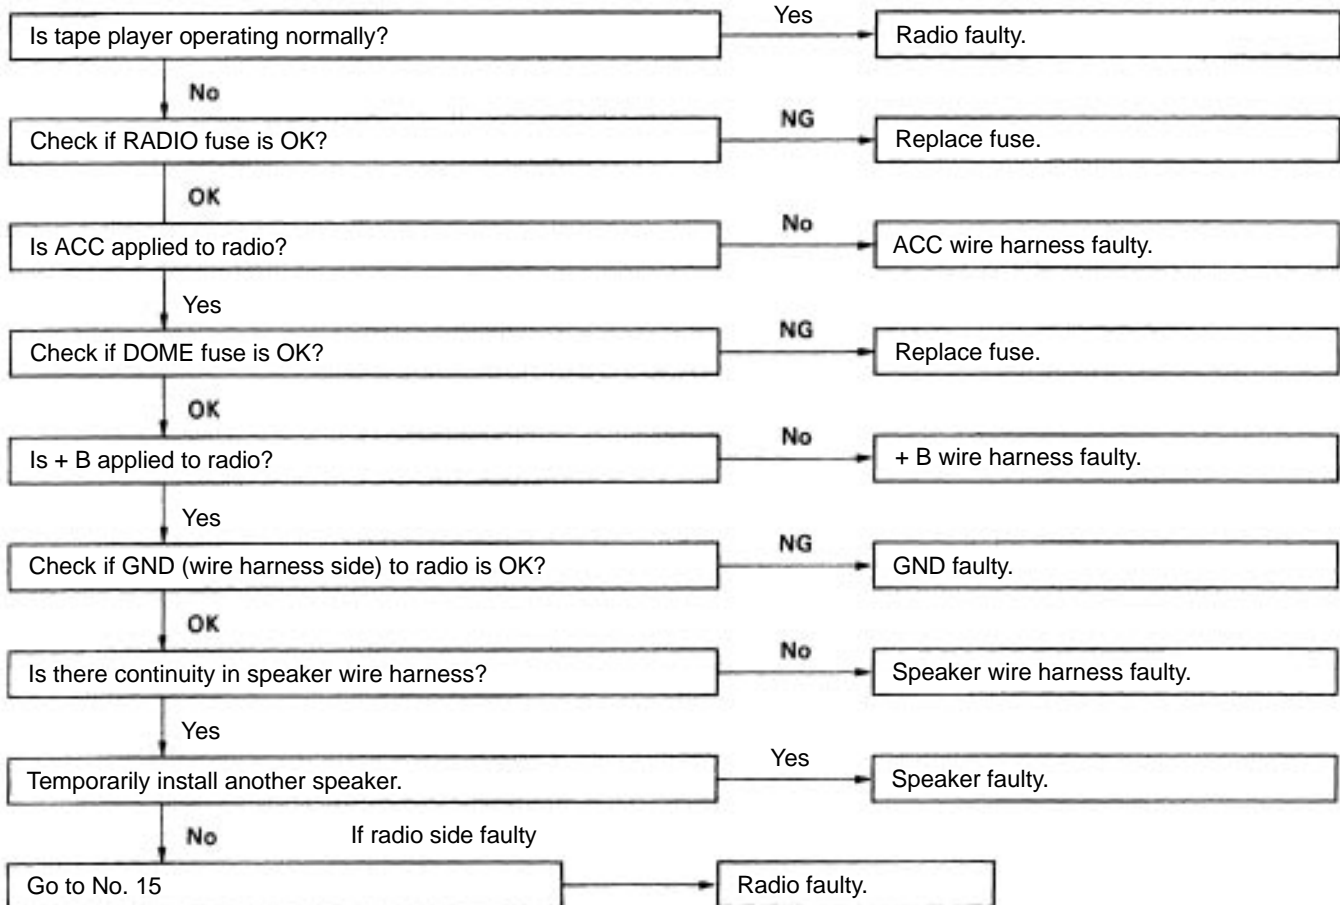 Yes
Is tape player operating normally?
Radio faulty.
No
NG
Check if RADIO fuse is OK?
Replace fuse.
OK
No
Is ACC applied to radio?
ACC wire harness faulty.
Yes
NG
Check if DOME fuse is OK?
Replace fuse.
OK
No
Is + B applied to radio?
+ B wire harness faulty.
Yes
NG
Check if GND (wire harness side) to radio is OK?
GND faulty.
OK
No
Is there continuity in speaker wire harness?
Speaker wire harness faulty.
Yes
Yes
Temporarily install another speaker.
Speaker faulty.
No
If radio side faulty
Go to No. 15
Radio faulty.